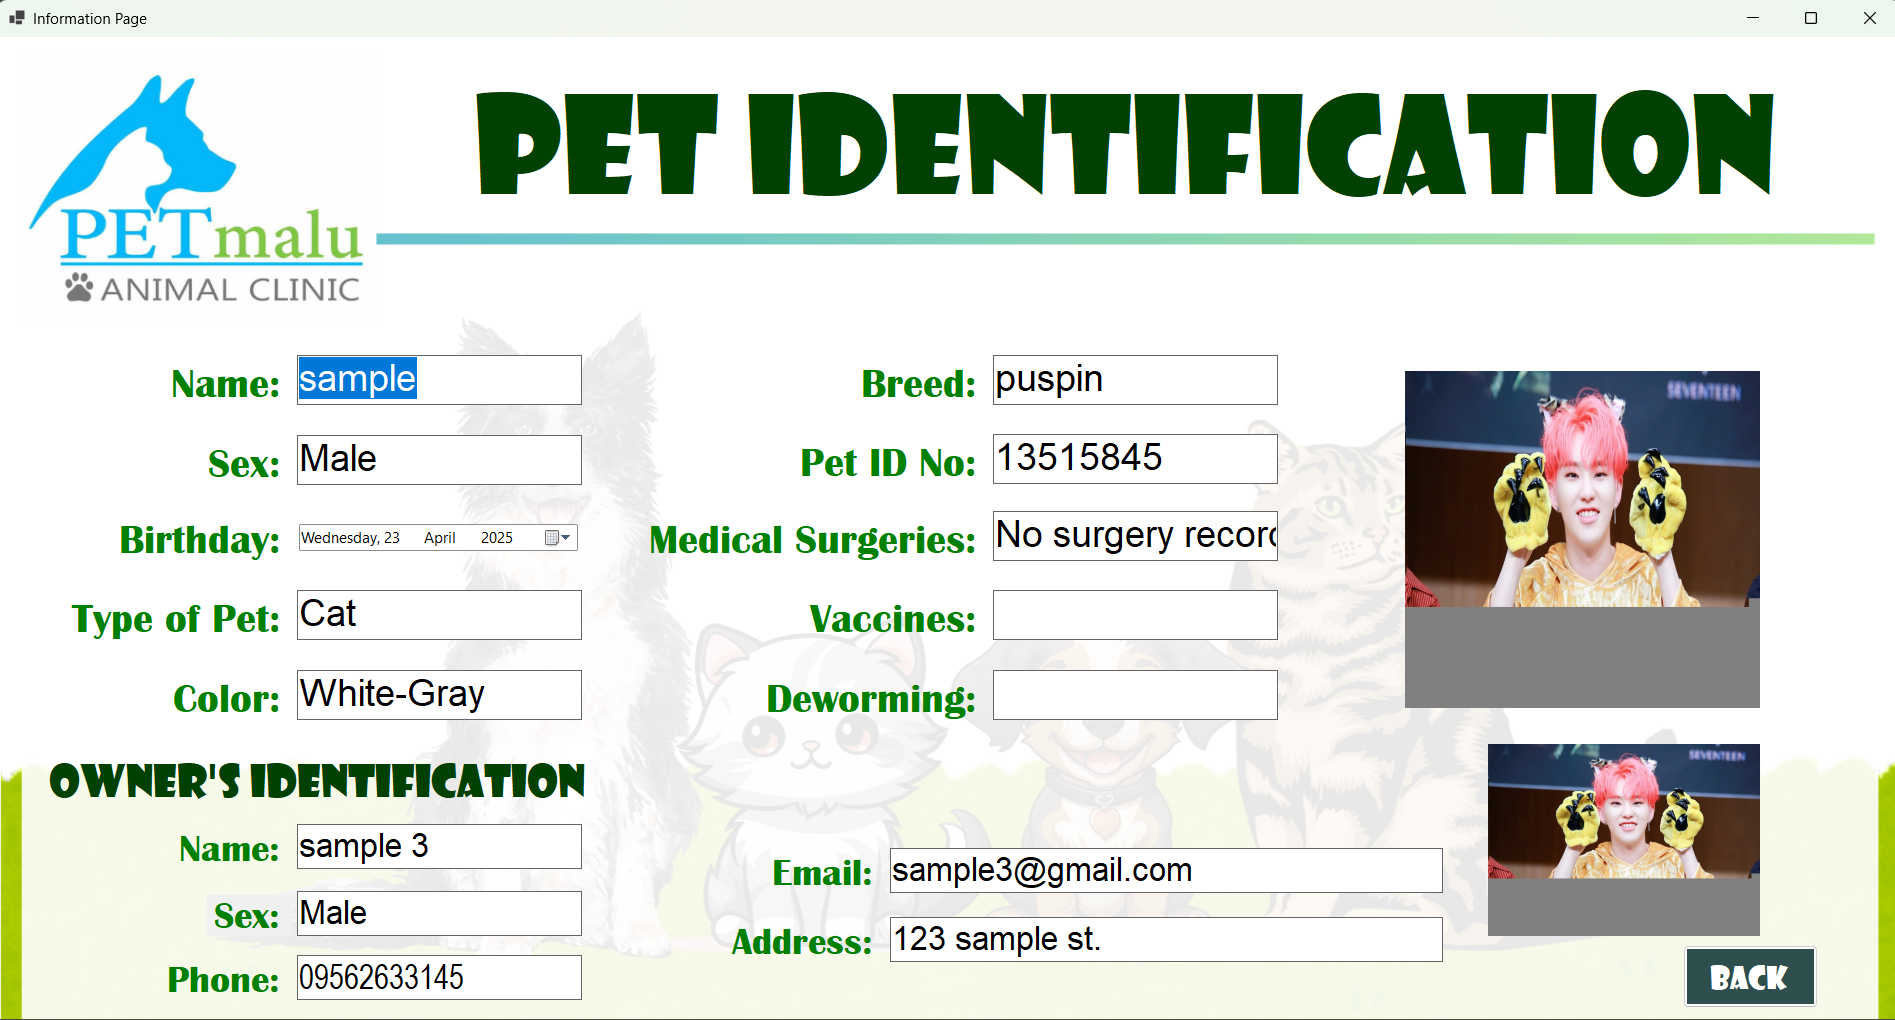 Information Page
PET IDENTIFICATION
PETmalu
ANIMAL CLINIC
Name: sample
Sex: Male
Birthday: Wednesday, 23 April 2025
Type of Pet: Cat
Color: White-Gray
Breed: puspin
Pet ID No: 13515845
Medical Surgeries: No surgery record
Vaccines:
Deworming:
SEVENTEEN
OWNER'S IDENTIFICATION
Name: sample 3
Sex: Male
Phone: 09562633145
Email: sample3@gmail.com
Address: 123 sample st.
SEVENTEEN
BACK